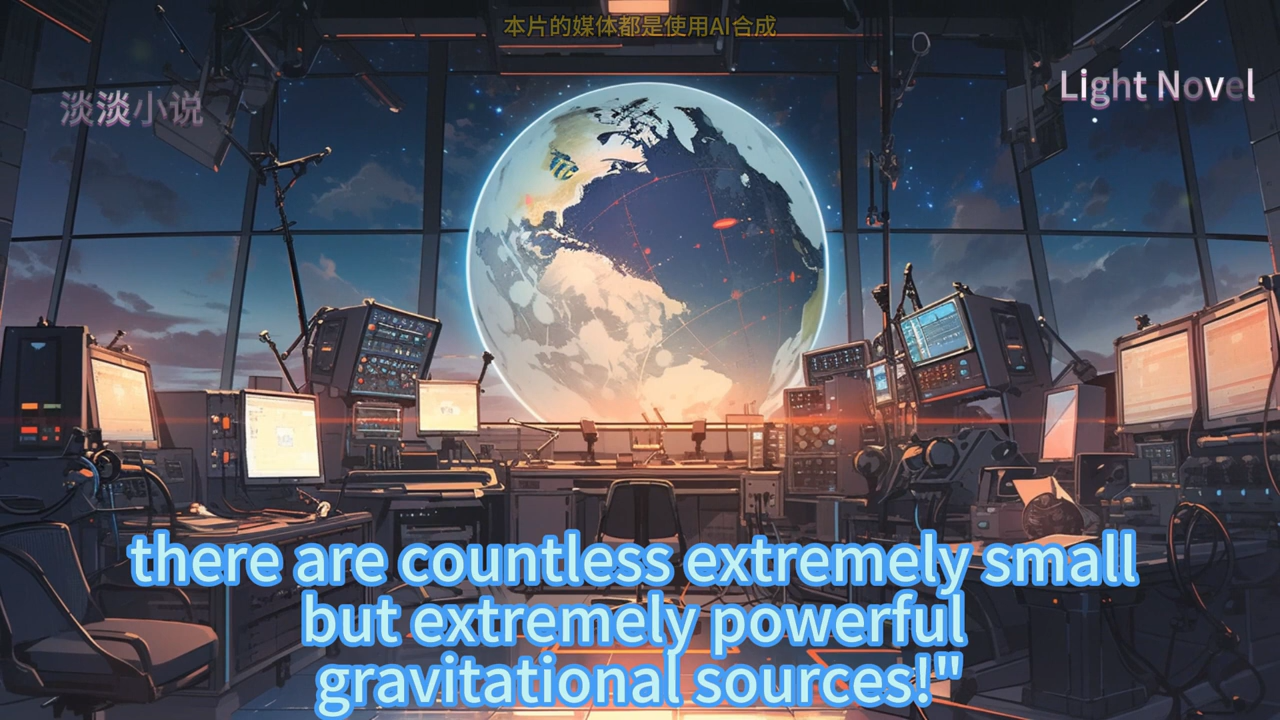 本片的媒体都是使用AI合成
淡淡小说
Light Novel
there are countless extremely small
but extremely powerful
gravitational sources!"